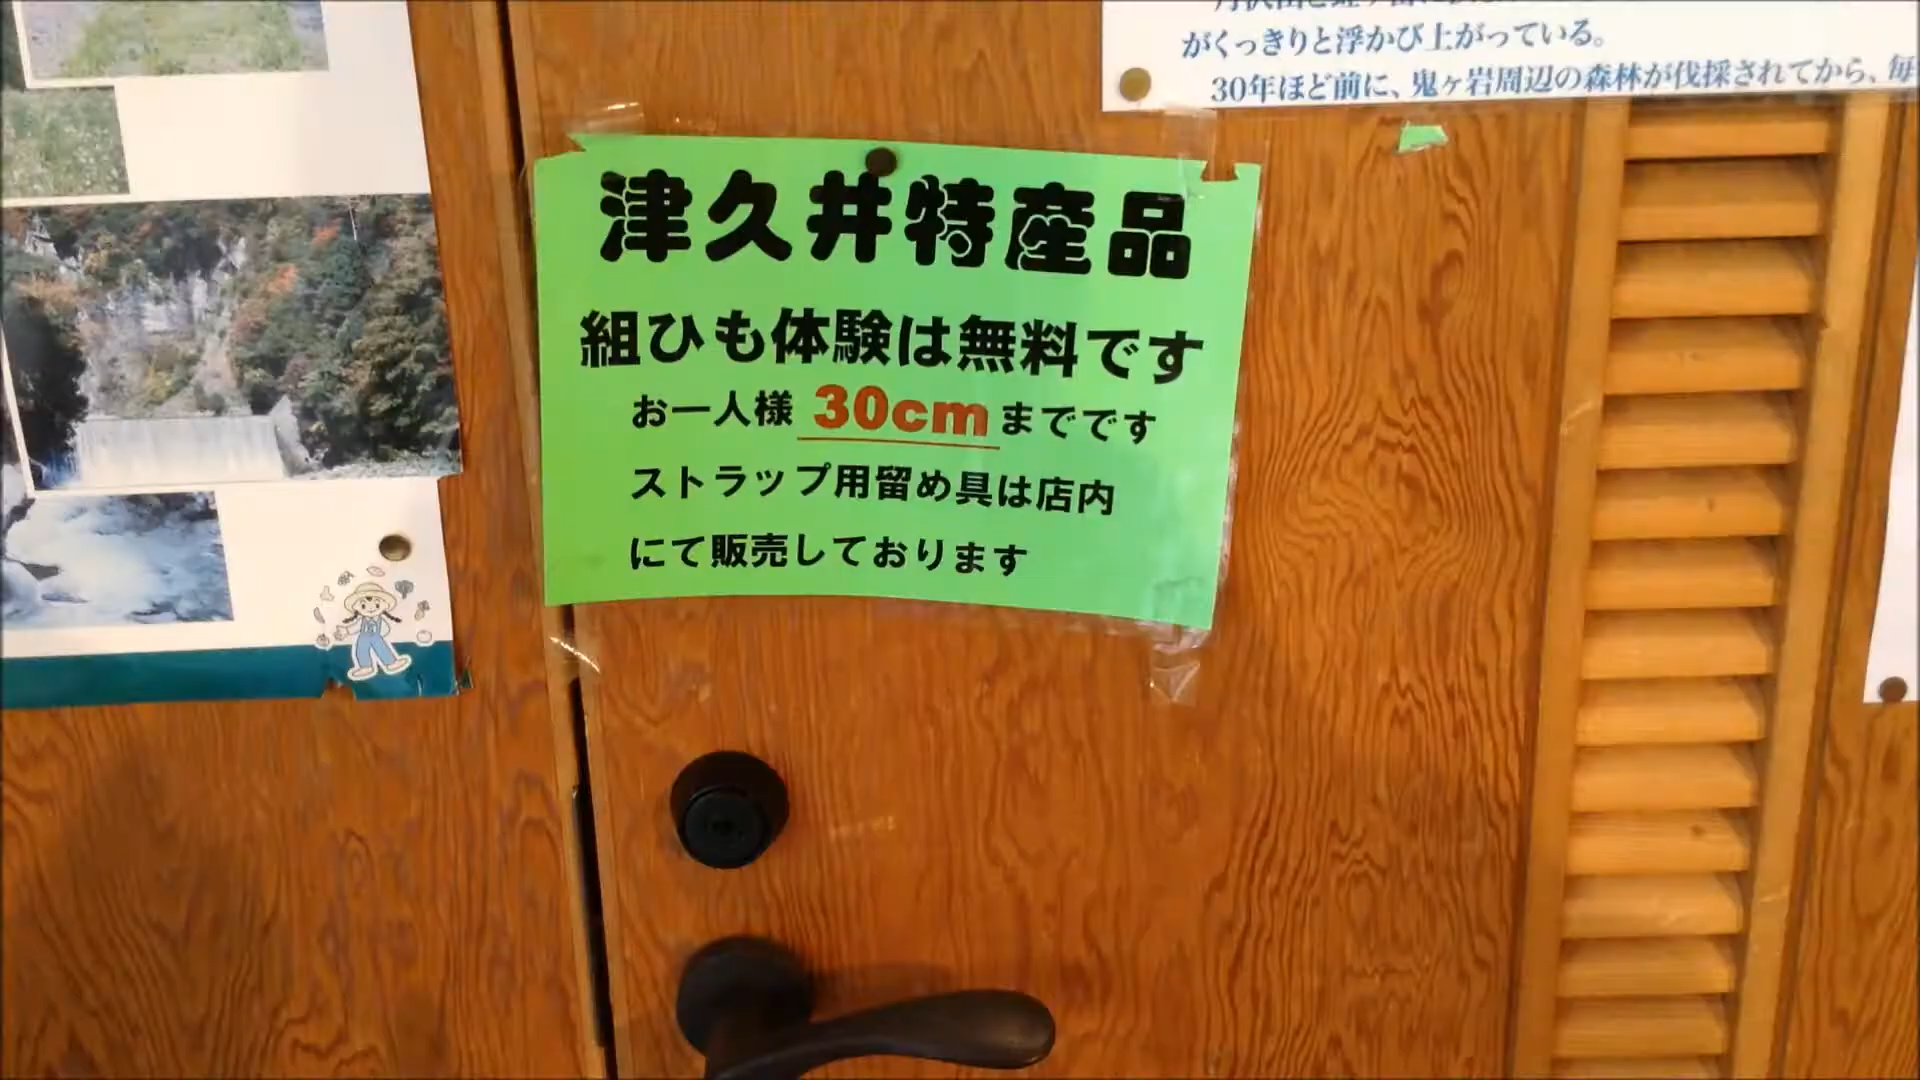 がくっきりと浮かび上がっている。
30年ほど前に、鬼ヶ岩周辺の森林が伐採されてから、毎
津久井特産品
組ひも体験は無料です
お一人様 30cmまでです
ストラップ用留め具は店内
にて販売しております